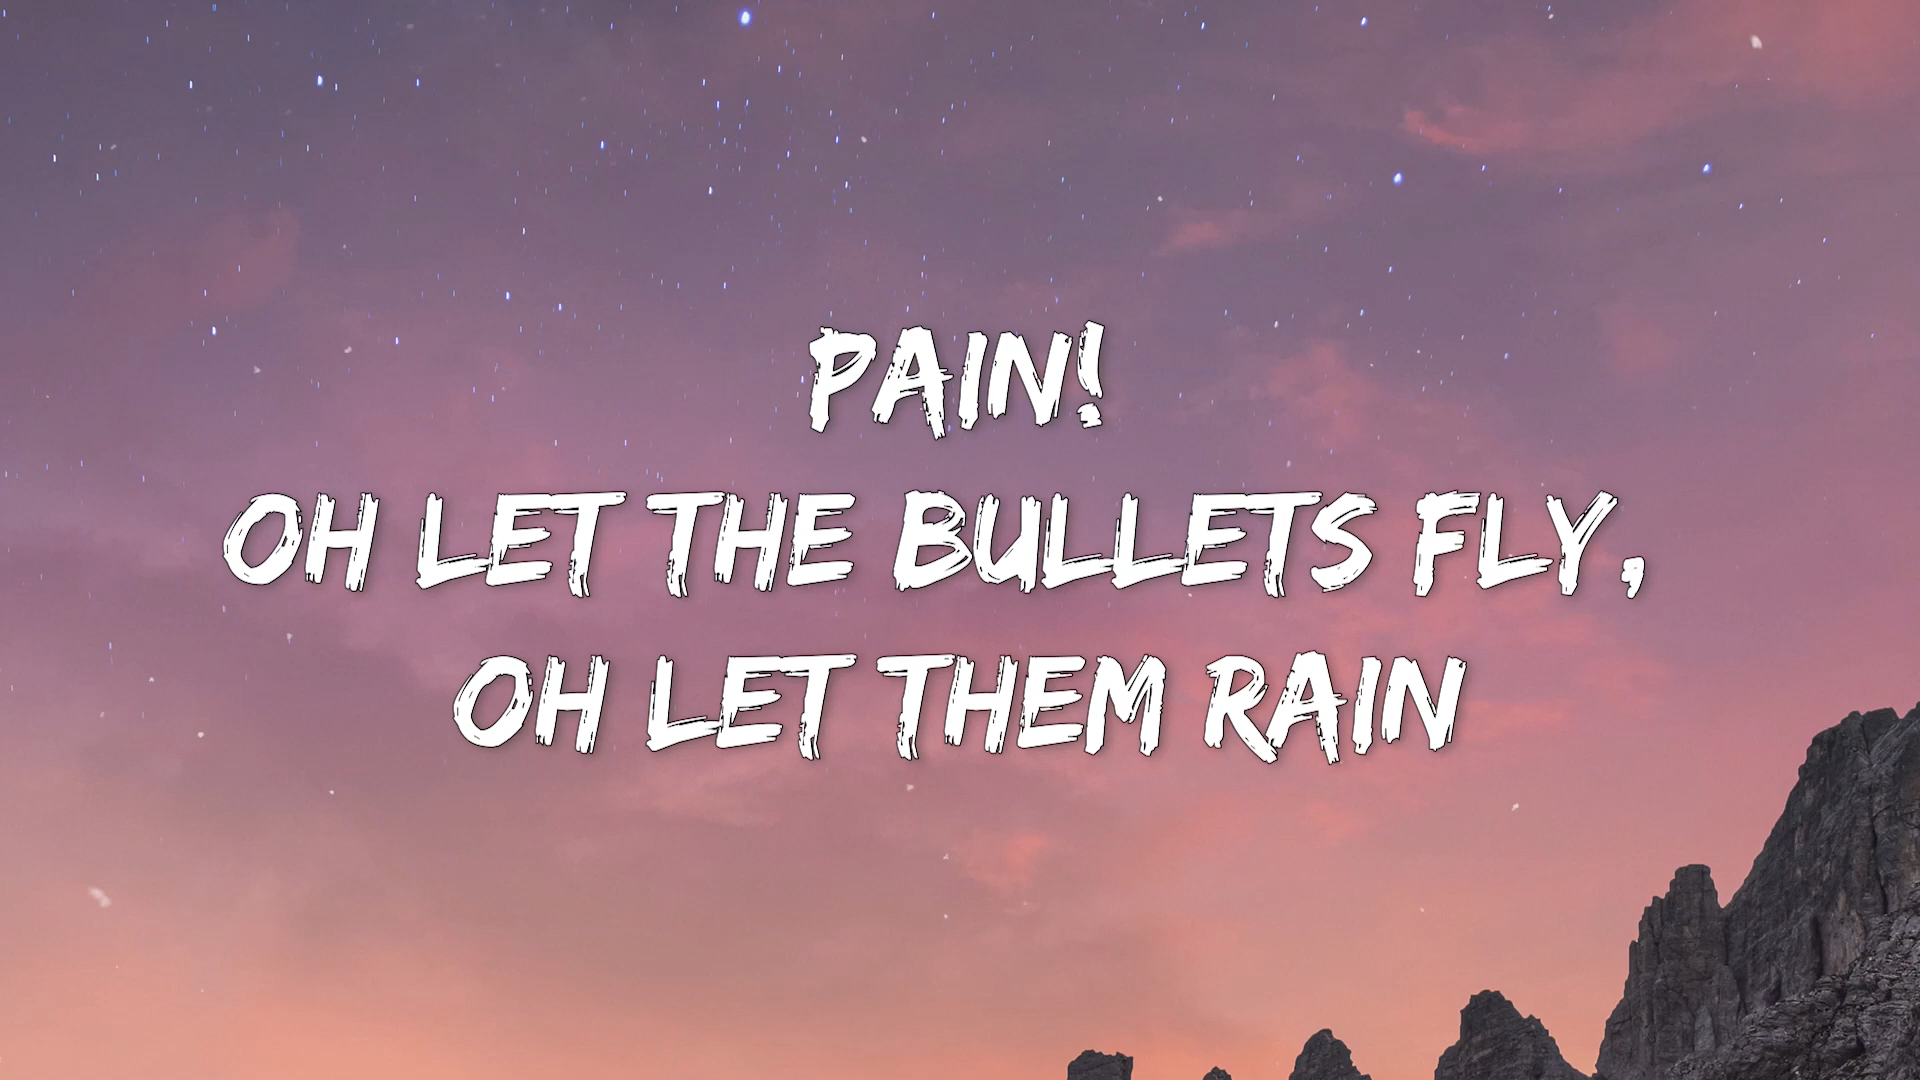 PAIN!
OH LET THE BULLETS FLY,
OH LET THEM RAIN